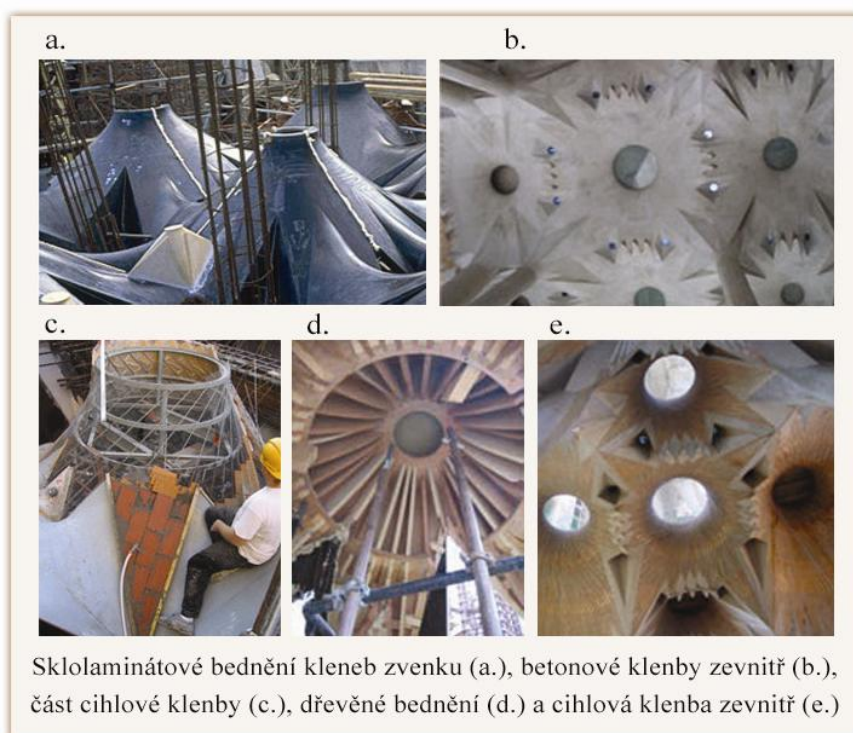 a.
b.
c.
d.
e.
Sklolaminátové bednění kleneb zvenku (a.), betonové klenby zevnitř (b.),
část cihlové klenby (c.), dřevěné bednění (d.) a cihlová klenba zevnitř (e.)